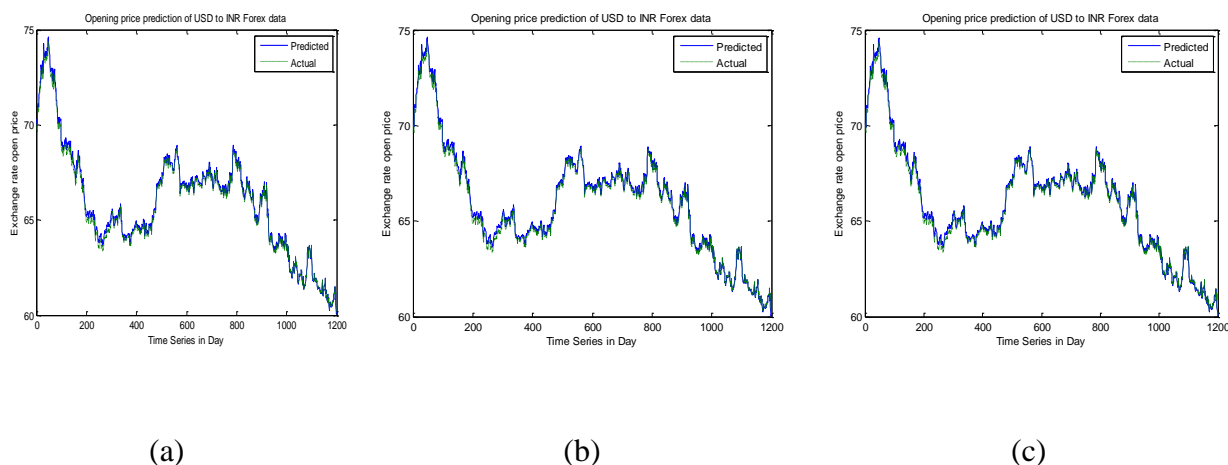 Opening price prediction of USD to INR Forex data
75
70
65
60
Exchange rate open price
Predicted
Actual
0 200 400 600 800 1000 1200
Time Series in Day
(a)
Opening price prediction of USD to INR Forex data
75
70
65
60
Exchange rate open price
Predicted
Actual
0 200 400 600 800 1000 1200
Time Series in Day
(b)
Opening price prediction of USD to INR Forex data
75
70
65
60
Exchange rate open price
Predicted
Actual
0 200 400 600 800 1000 1200
Time Series in Day
(c)